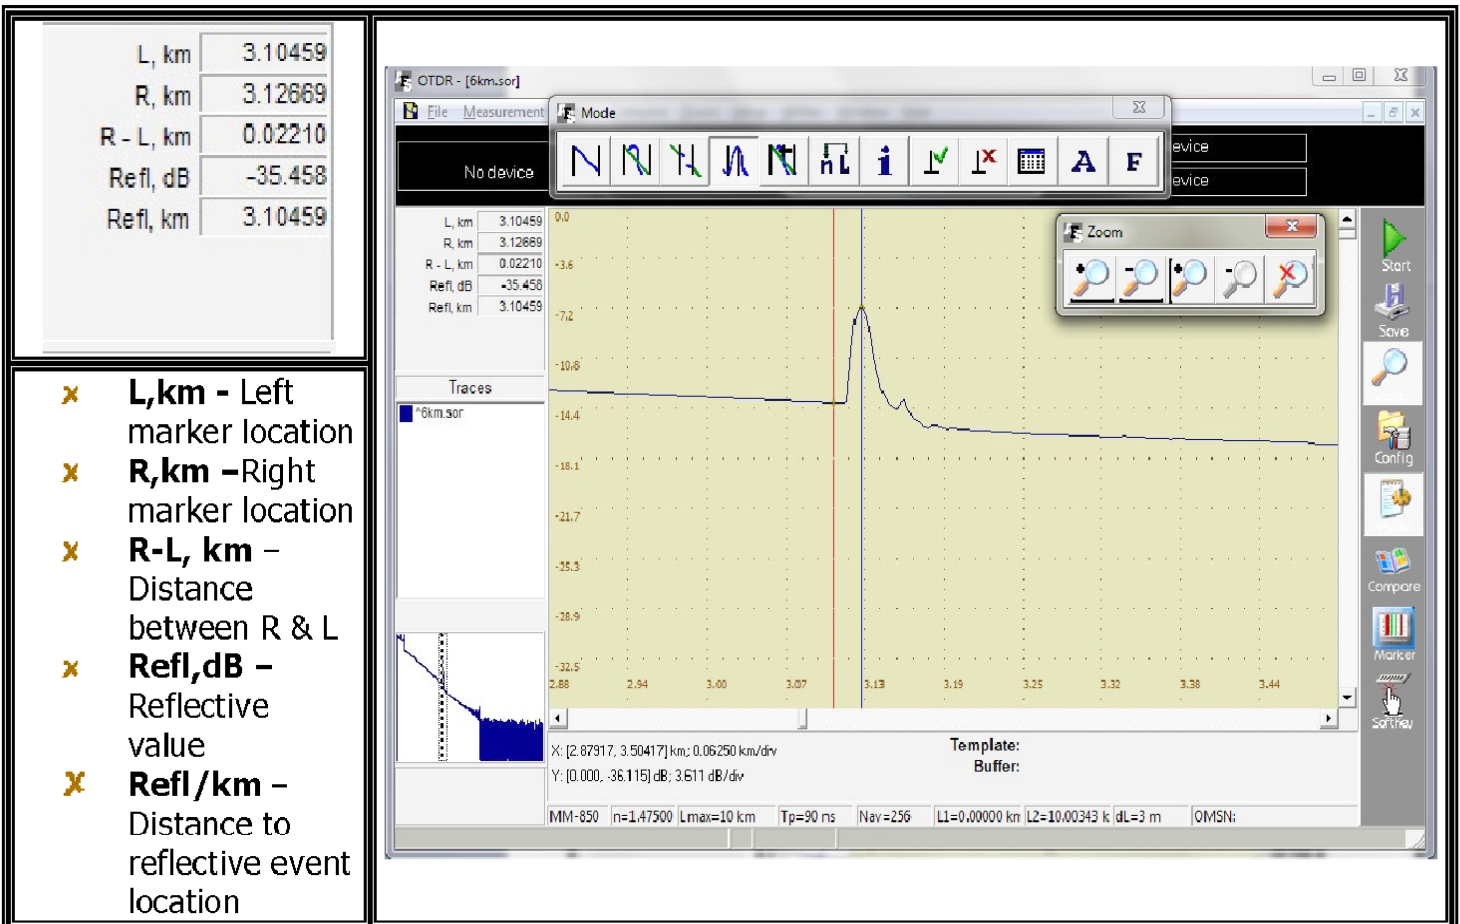 L, km 3.10459
R, km 3.12669
R - L, km 0.02210
Refl, dB -35.458
Refl, km 3.10459
L,km - Left
marker location
R,km –Right
marker location
R-L, km –
Distance
between R & L
Refl,dB –
Reflective
value
Refl/km –
Distance to
reflective event
location
OTDR - [6km.sor]
File Measurement
Mode
No device
evice
evice
n L i A F
L, km 3.10459
R, km 3.12669
R - L, km 0.02210
Refl, dB -35.458
Refl, km 3.10459
Traces
^6km.sor
Zoom
0.0
-3.6
-7.2
-10.8
-14.4
-18.1
-21.7
-25.3
-28.9
-32.5
2.88 2.94 3.00 3.07 3.13 3.19 3.25 3.32 3.38 3.44
Start
Save
Config
Compare
Marker
SoftKey
X: [2.87917, 3.50417] km; 0.06250 km/div
Y: [0.000, -36.115] dB; 3.611 dB/div
Template:
Buffer:
MM-850 n=1.47500 Lmax=10 km Tp=90 ns Nav=256 L1=0.00000 km L2=10.00343 k dL=3 m OMSN: